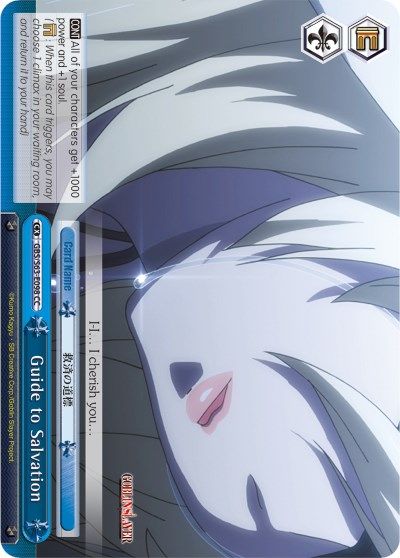 I-I... I cherish you...
GOBLIN SLAYER
[CONT] All of your characters get +1000
power and +1 soul.
( : When this card triggers, you may
choose 1 climax in your waiting room,
and return it to your hand)
Card Name
救済の道標
CX GBS/S63-E098 CC
Guide to Salvation
©Kumo Kagyu・SB Creative Corp./Goblin Slayer Project.